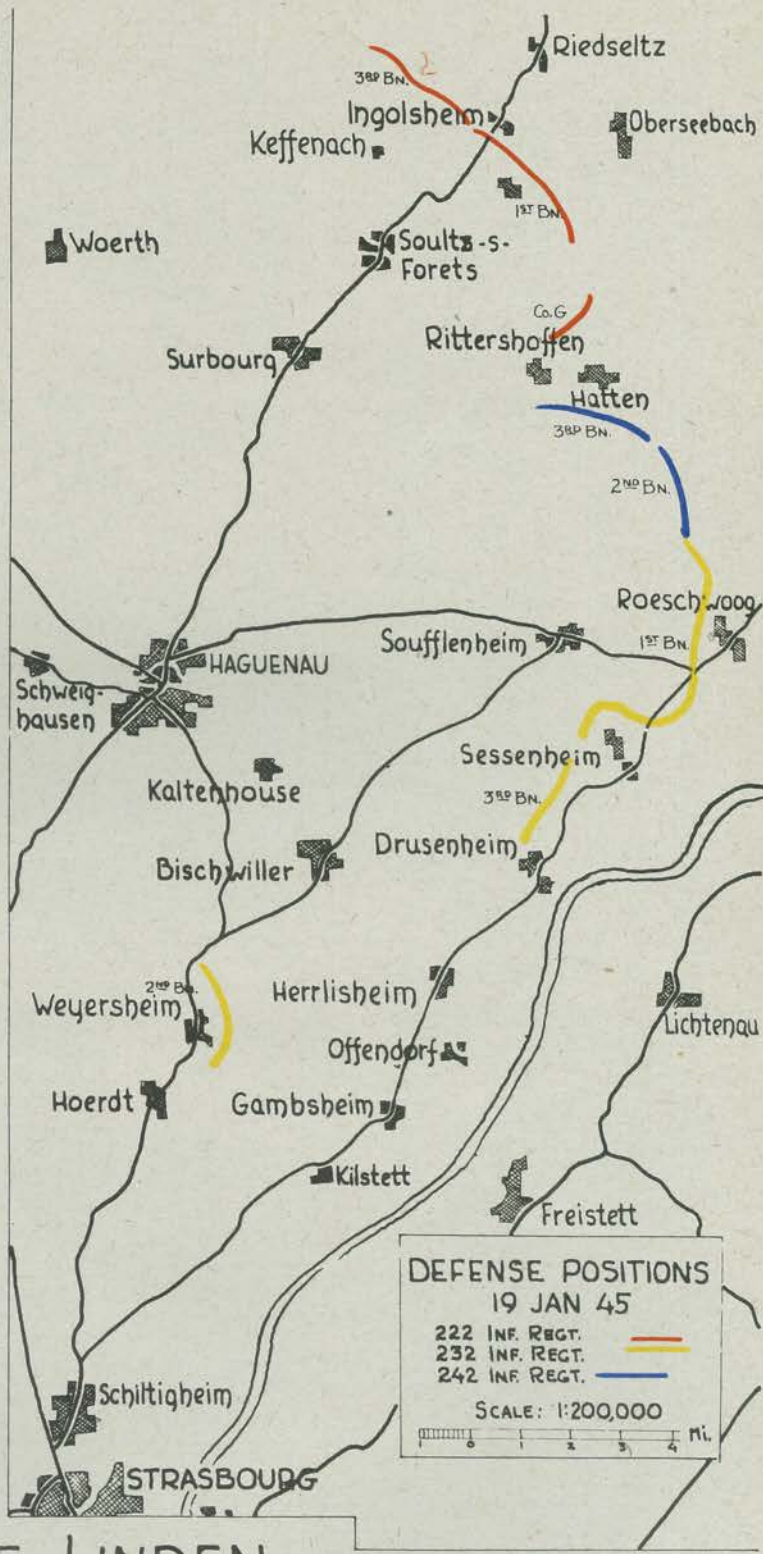 Riedseltz
3RD BN.
2
Ingolsheim
Oberseebach
Keffenach
1ST BN.
Woerth
Soultz-s-
Forets
Co. G
Rittershoffen
Surbourg
Hatten
3RD BN.
2ND BN.
Roeschwoog
1ST BN.
Soufflenheim
HAGUENAU
Schweig-
hausen
Sessenheim
Kaltenhouse
3RD BN.
Drusenheim
Bischwiller
2ND BN.
Weyersheim
Herrlisheim
Lichtenau
Offendorf
Hoerdt
Gambsheim
Kilstett
Freistett
DEFENSE POSITIONS
19 JAN 45
222 INF. REGT.
232 INF. REGT.
242 INF. REGT.
SCALE: 1:200,000
1 0 1 2 3 4 Mi.
Schiltigheim
STRASBOURG
LINDEN